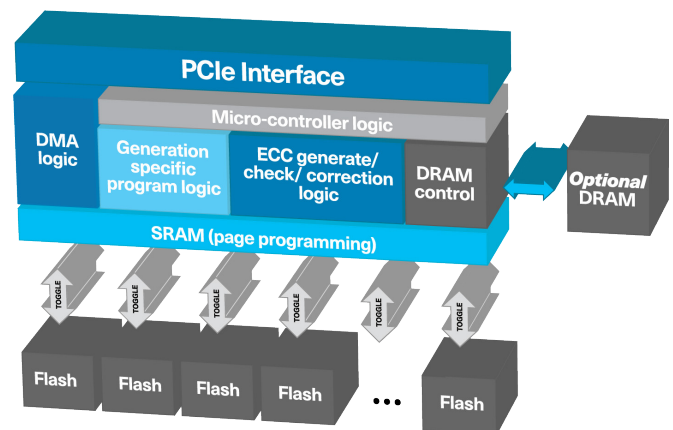 PCIe Interface
Micro-controller logic
DMA
logic
Generation
specific
program logic
ECC generate/
check/ correction
logic
DRAM
control
Optional
DRAM
SRAM (page programming)
TOGGLE
TOGGLE
TOGGLE
TOGGLE
TOGGLE
TOGGLE
Flash
Flash
Flash
Flash
...
Flash